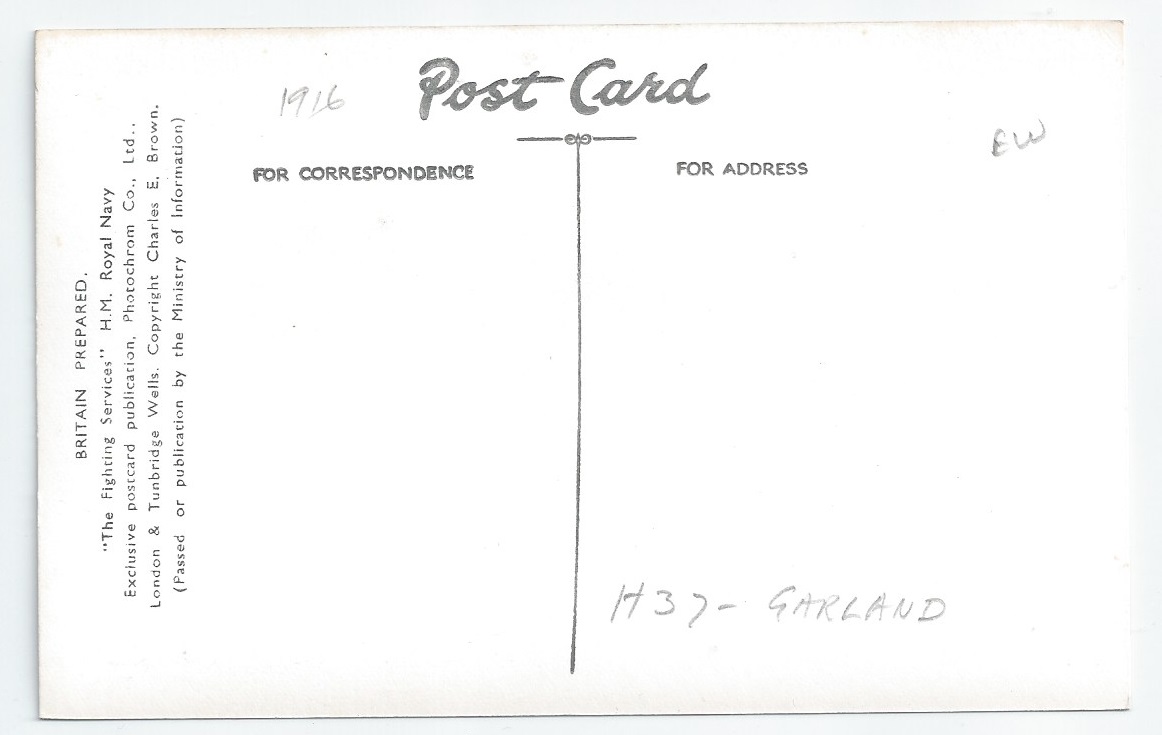 1916
Post Card
EW
FOR CORRESPONDENCE
FOR ADDRESS
BRITAIN PREPARED.
"The Fighting Services" H.M. Royal Navy
Exclusive postcard publication, Photochrom Co., Ltd..
London & Tunbridge Wells. Copyright Charles E. Brown.
(Passed or publication by the Ministry of Information)
H37- GARLAND